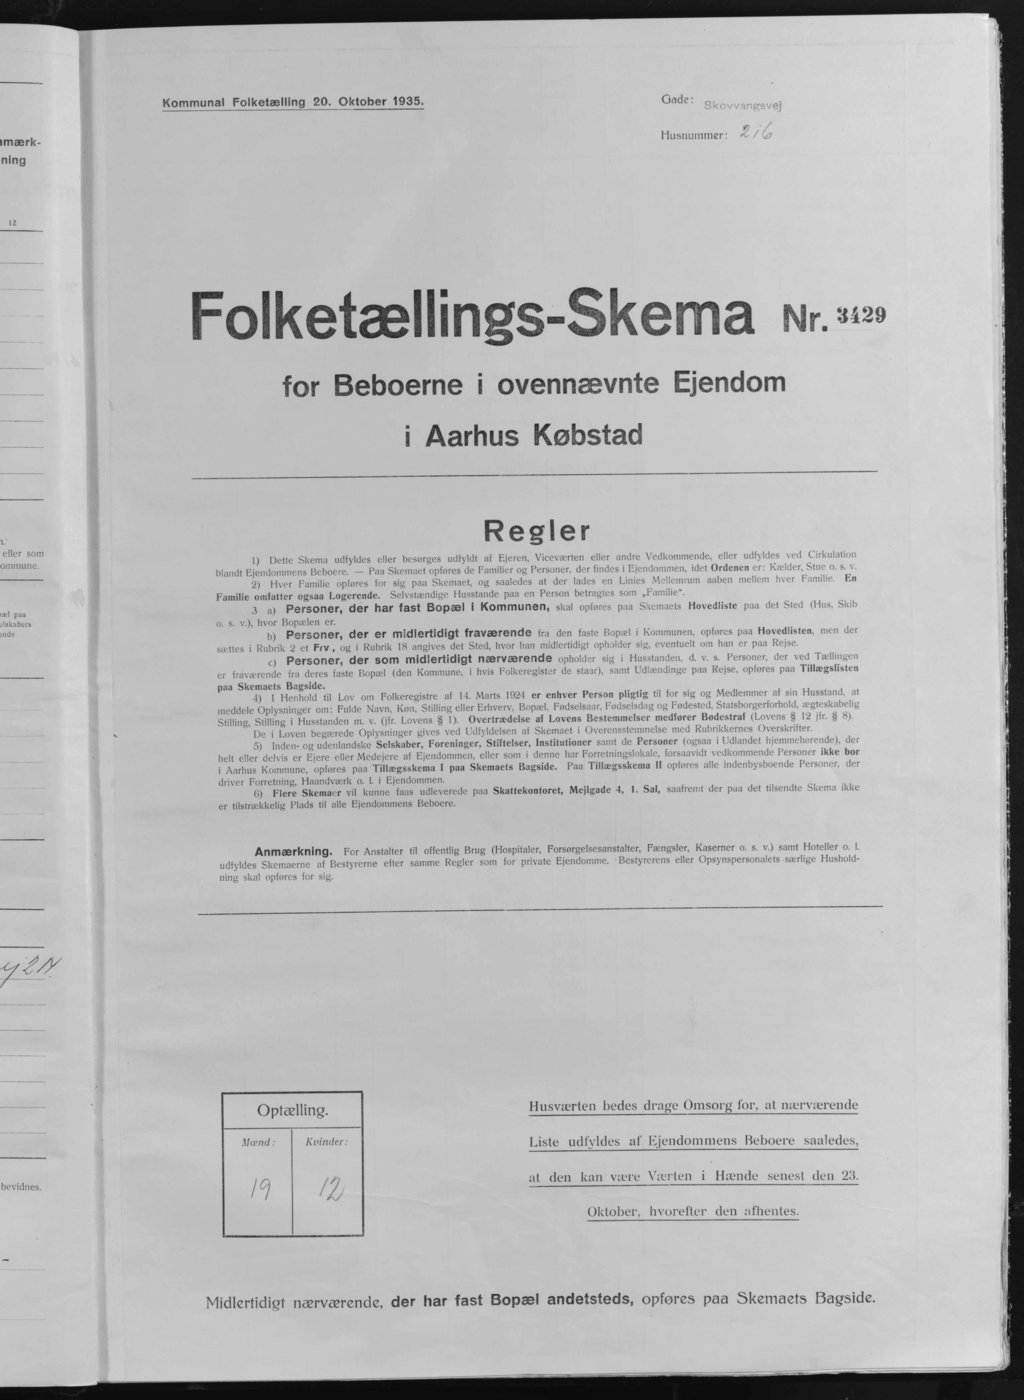 mærk-
ning
12
eller som
ommune.
æl paa
elskabers
ende
ej 2 N
bevidnes.
Kommunal Folketælling 20. Oktober 1935.
Gade: Skovvangsvej
Husnummer: 216
Folketællings-Skema Nr. 3429
for Beboerne i ovennævnte Ejendom
i Aarhus Købstad
Regler
1) Dette Skema udfyldes eller besørges udfyldt af Ejeren, Viceværten eller andre Vedkommende, eller udfyldes ved Cirkulation
blandt Ejendommens Beboere. — Paa Skemaet opføres de Familier og Personer, der findes i Ejendommen, idet Ordenen er: Kælder, Stue o. s. v.
2) Hver Familie opføres for sig paa Skemaet, og saaledes at der lades en Linies Mellemrum aaben mellem hver Familie. En
Familie omfatter ogsaa Logerende. Selvstændige Husstande paa en Person betragtes som „Familie".
3 a) Personer, der har fast Bopæl i Kommunen, skal opføres paa Skemaets Hovedliste paa det Sted (Hus, Skib
o. s. v.), hvor Bopælen er.
b) Personer, der er midlertidigt fraværende fra den faste Bopæl i Kommunen, opføres paa Hovedlisten, men der
sættes i Rubrik 2 et Frv., og i Rubrik 18 angives det Sted, hvor han midlertidigt opholder sig, eventuelt om han er paa Rejse.
c) Personer, der som midlertidigt nærværende opholder sig i Husstanden, d. v. s. Personer, der ved Tællingen
er fraværende fra deres faste Bopæl (den Kommune, i hvis Folkeregister de staar), samt Udlændinge paa Rejse, opføres paa Tillægslisten
paa Skemaets Bagside.
4) I Henhold til Lov om Folkeregistre af 14. Marts 1924 er enhver Person pligtig til for sig og Medlemmer af sin Husstand, at
meddele Oplysninger om: Fulde Navn, Køn, Stilling eller Erhverv, Bopæl, Fødselsaar, Fødselsdag og Fødested, Statsborgerforhold, ægteskabelig
Stilling, Stilling i Husstanden m. v. (jfr. Lovens § 1). Overtrædelse af Lovens Bestemmelser medfører Bødestraf (Lovens § 12 jfr. § 8).
De i Loven begærede Oplysninger gives ved Udfyldelsen af Skemaet i Overensstemmelse med Rubrikkernes Overskrifter.
5) Inden- og udenlandske Selskaber, Foreninger, Stiftelser, Institutioner samt de Personer (ogsaa i Udlandet hjemmehørende), der
helt eller delvis er Ejere eller Medejere af Ejendommen, eller som i denne har Forretningslokale, forsaavidt vedkommende Personer ikke bor
i Aarhus Kommune, opføres paa Tillægsskema I paa Skemaets Bagside. Paa Tillægsskema II opføres alle indenbysboende Personer, der
driver Forretning, Haandværk o. l. i Ejendommen.
6) Flere Skemaer vil kunne faas udleverede paa Skattekontoret, Mejlgade 4, 1. Sal, saafremt der paa det tilsendte Skema ikke
er tilstrækkelig Plads til alle Ejendommens Beboere.
Anmærkning. For Anstalter til offentlig Brug (Hospitaler, Forsørgelsesanstalter, Fængsler, Kaserner o. s. v.) samt Hoteller o. l.
udfyldes Skemaerne af Bestyrerne efter samme Regler som for private Ejendomme. Bestyrerens eller Opsynspersonalets særlige Hushold-
ning skal opføres for sig.
Optælling.
Mænd: Kvinder:
19 12
Husværten bedes drage Omsorg for, at nærværende
Liste udfyldes af Ejendommens Beboere saaledes,
at den kan være Værten i Hænde senest den 23.
Oktober, hvorefter den afhentes.
Midlertidigt nærværende, der har fast Bopæl andetsteds, opføres paa Skemaets Bagside.